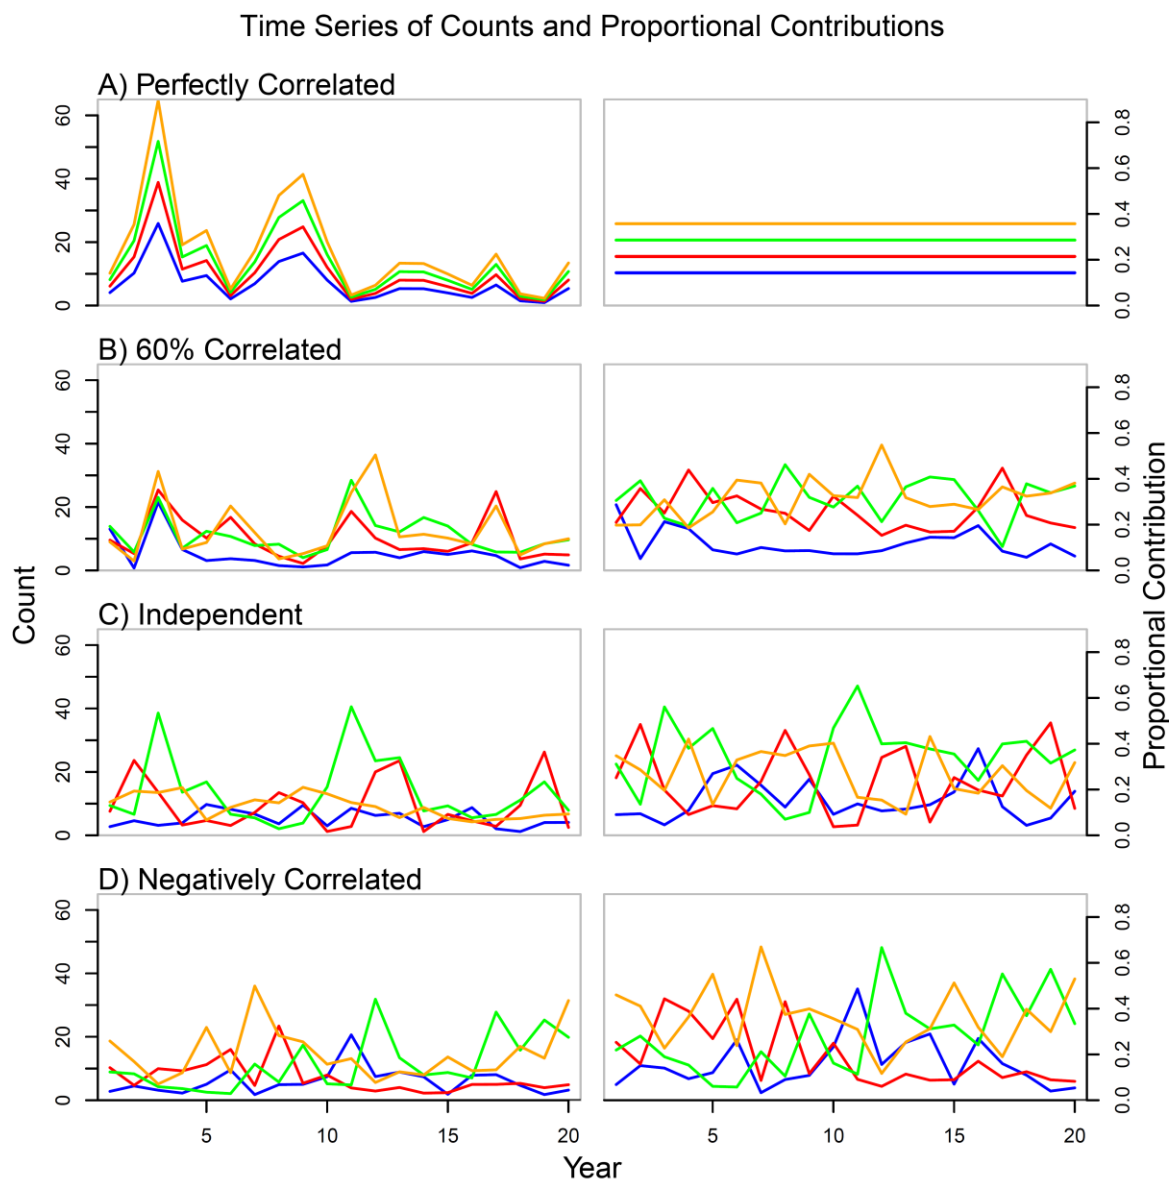 Time Series of Counts and Proportional Contributions
A) Perfectly Correlated
0 20 40 60
0.0 0.2 0.4 0.6 0.8
B) 60% Correlated
0 20 40 60
0.0 0.2 0.4 0.6 0.8
Count
Proportional Contribution
C) Independent
0 20 40 60
0.0 0.2 0.4 0.6 0.8
D) Negatively Correlated
0 20 40 60
0.0 0.2 0.4 0.6 0.8
5 10 15 20 5 10 15 20
Year